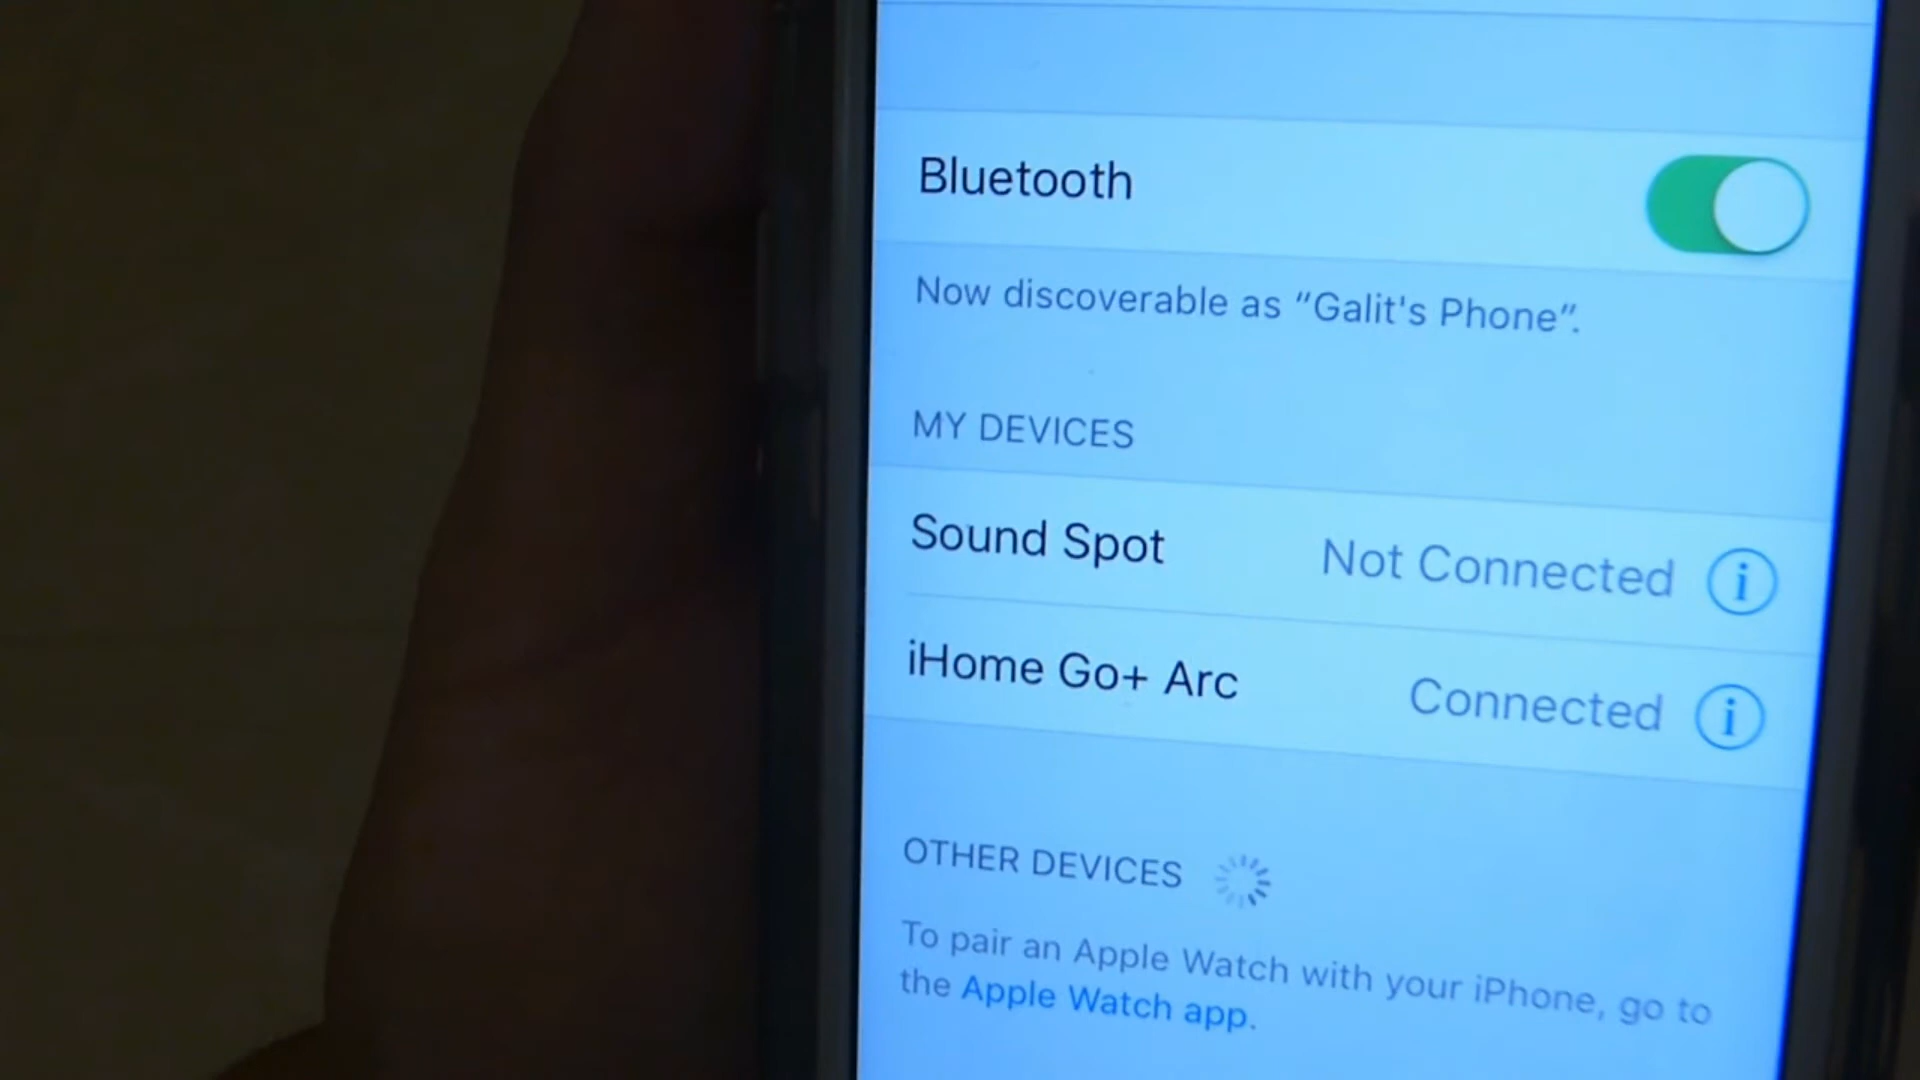 Bluetooth
Now discoverable as “Galit's Phone”.
MY DEVICES
Sound Spot Not Connected i
iHome Go+ Arc Connected i
OTHER DEVICES
To pair an Apple Watch with your iPhone, go to
the Apple Watch app.